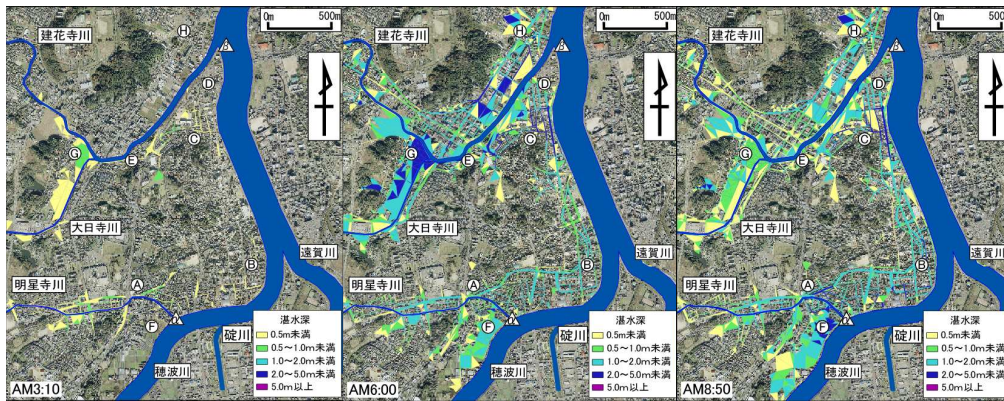 0m 500m
建花寺川
H
D
C
G
E
大日寺川
遠賀川
明星寺川
A
B
F
碇川
穂波川
湛水深
0.5m未満
0.5~1.0m未満
1.0~2.0m未満
2.0~5.0m未満
5.0m以上
AM3:10
0m 500m
建花寺川
H
D
C
G
E
大日寺川
遠賀川
明星寺川
A
B
F
碇川
穂波川
湛水深
0.5m未満
0.5~1.0m未満
1.0~2.0m未満
2.0~5.0m未満
5.0m以上
AM6:00
0m 500m
建花寺川
H
D
C
G
E
大日寺川
遠賀川
明星寺川
A
B
F
碇川
穂波川
湛水深
0.5m未満
0.5~1.0m未満
1.0~2.0m未満
2.0~5.0m未満
5.0m以上
AM8:50